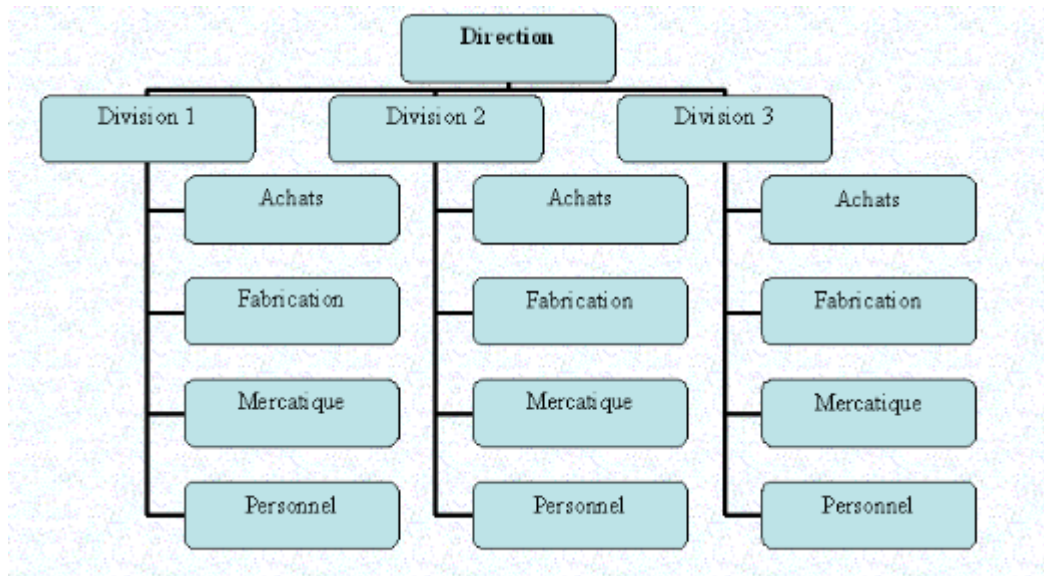 Direction
Division 1
Division 2
Division 3
Achats
Achats
Achats
Fabrication
Fabrication
Fabrication
Mercatique
Mercatique
Mercatique
Personnel
Personnel
Personnel